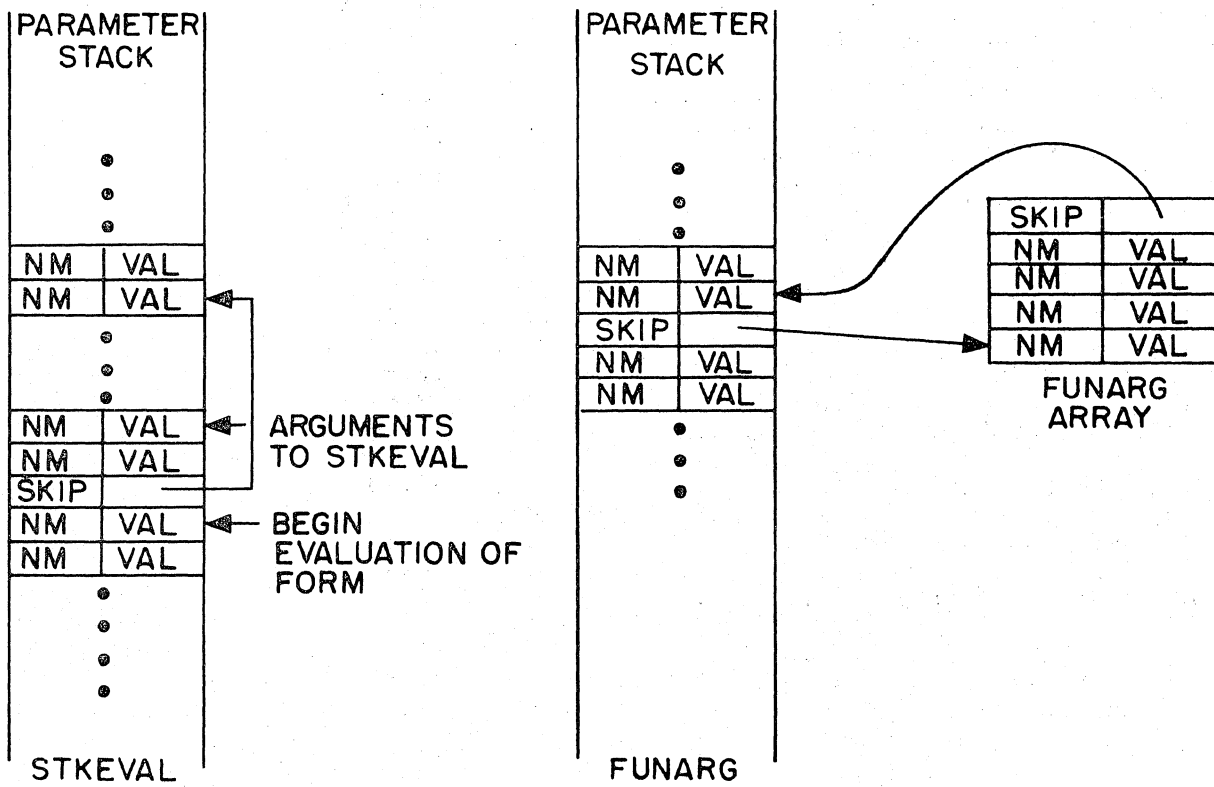 PARAMETER
STACK
NM VAL
NM VAL
NM VAL
NM VAL
SKIP
NM VAL
NM VAL
ARGUMENTS
TO STKEVAL
BEGIN
EVALUATION OF
FORM
STKEVAL
PARAMETER
STACK
NM VAL
NM VAL
SKIP
NM VAL
NM VAL
FUNARG
SKIP
NM VAL
NM VAL
NM VAL
NM VAL
FUNARG
ARRAY